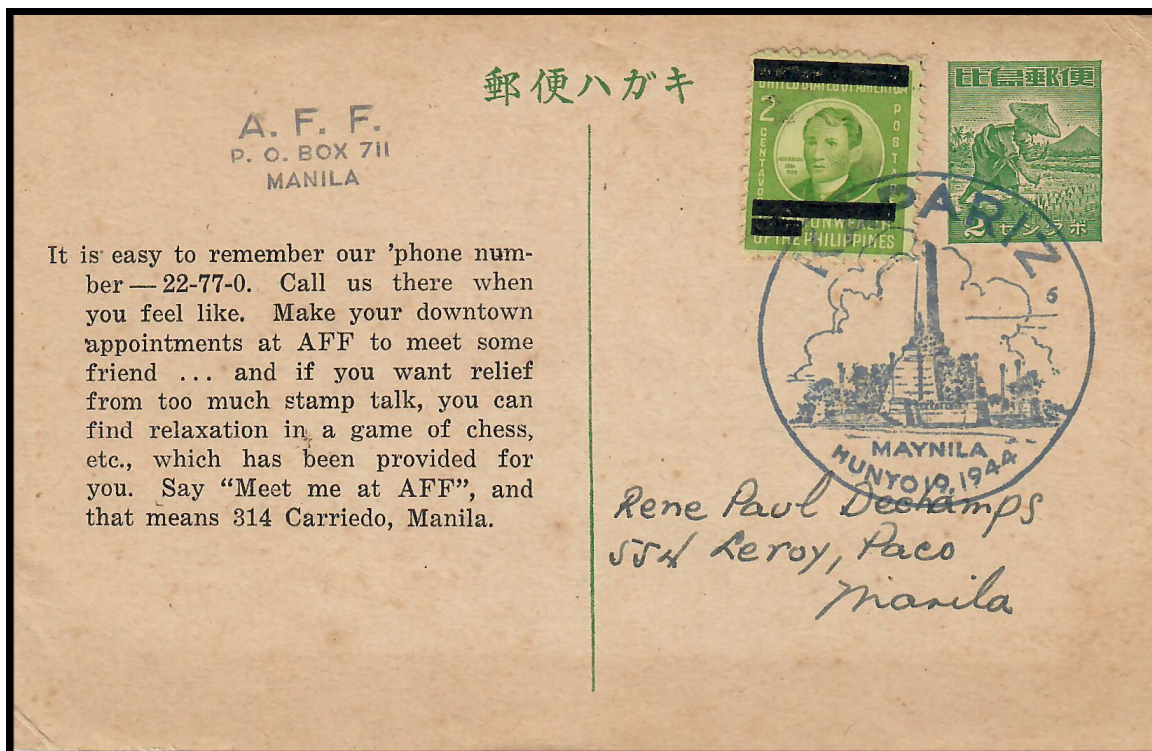 郵便ハガキ
A. F. F.
P. O. BOX 711
MANILA
UNITED STATES OF AMERICA
2
CENTAVOS
OF THE PHILIPPINES
比島郵便
2 センタボ
6
MAYNILA
HUNYO 19, 1944
It is easy to remember our 'phone num-
ber — 22-77-0. Call us there when
you feel like. Make your downtown
appointments at AFF to meet some
friend ... and if you want relief
from too much stamp talk, you can
find relaxation in a game of chess,
etc., which has been provided for
you. Say “Meet me at AFF”, and
that means 314 Carriedo, Manila.
Rene Paul Dechamps
554 Leroy, Paco
Manila